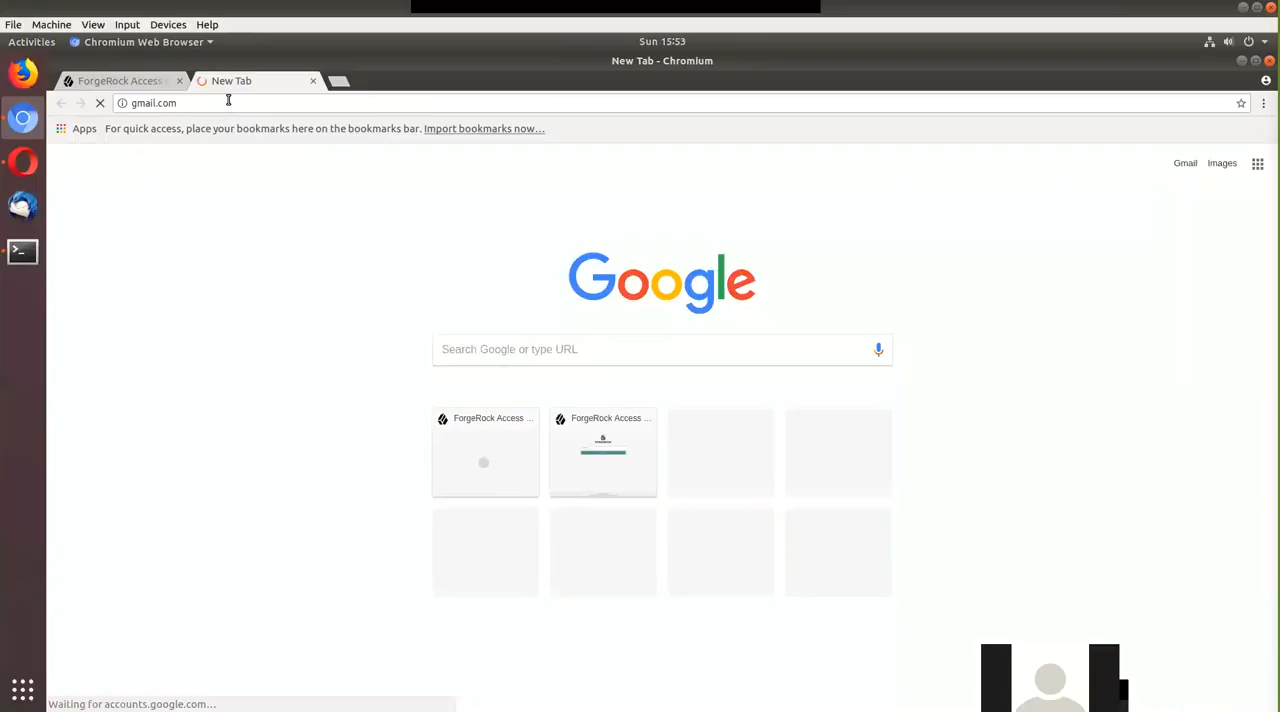 File Machine View Input Devices Help
Activities Chromium Web Browser Sun 15:53
New Tab - Chromium
ForgeRock Access New Tab
gmail.com
Apps For quick access, place your bookmarks here on the bookmarks bar. Import bookmarks now...
Gmail Images
Google
Search Google or type URL
ForgeRock Access ... ForgeRock Access ...
Waiting for accounts.google.com...